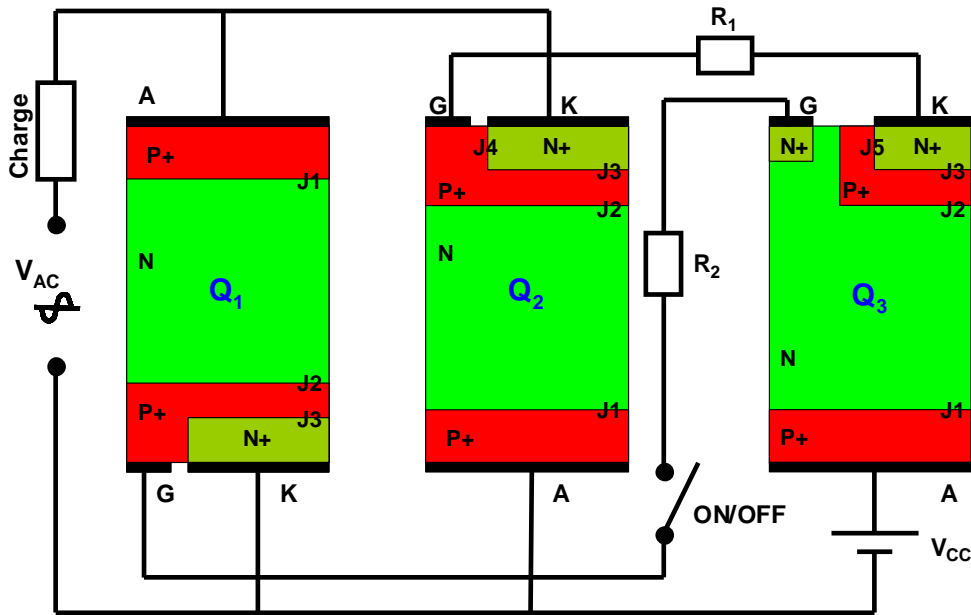 R1
A
G
K
G
K
Charge
P+
J4
N+
N+
J5
N+
J1
J3
J3
P+
P+
J2
J2
N
N
R2
VAC
Q1
Q2
Q3
N
J2
P+
J3
J1
J1
N+
P+
P+
G
K
A
A
ON/OFF
VCC